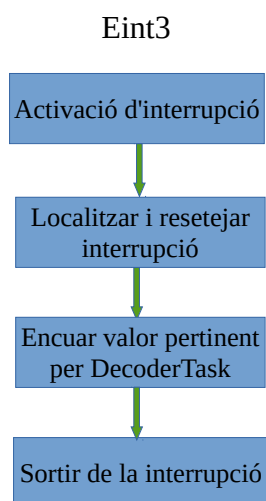 Eint3
Activació d'interrupció
Localitzar i resetejar
interrupció
Encuar valor pertinent
per DecoderTask
Sortir de la interrupció